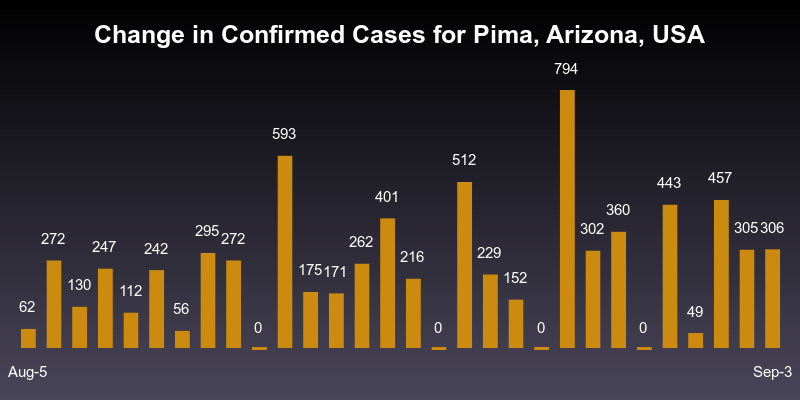 Change in Confirmed Cases for Pima, Arizona, USA
62 272 130 247 112 242 56 295 272 0 593 175 171 262 401 216 0 512 229 152 0 794 302 360 0 443 49 457 305 306
Aug-5 Sep-3